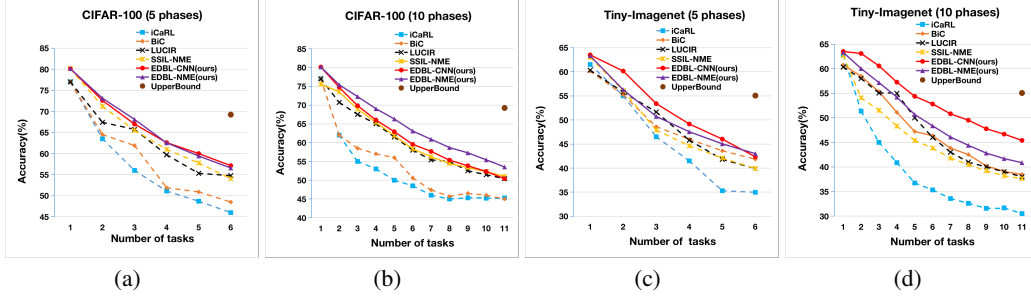 CIFAR-100 (5 phases)
iCaRL
BiC
LUCIR
SSIL-NME
EDBL-CNN(ours)
EDBL-NME(ours)
UpperBound
Accuracy(%)
85
80
75
70
65
60
55
50
45
1 2 3 4 5 6
Number of tasks
(a)
CIFAR-100 (10 phases)
iCaRL
BiC
LUCIR
SSIL-NME
EDBL-CNN(ours)
EDBL-NME(ours)
UpperBound
Accuracy(%)
85
80
75
70
65
60
55
50
45
40
1 2 3 4 5 6 7 8 9 10 11
Number of tasks
(b)
Tiny-Imagenet (5 phases)
iCaRL
BiC
LUCIR
SSIL-NME
EDBL-CNN(ours)
EDBL-NME(ours)
UpperBound
Accuracy(%)
65
60
55
50
45
40
35
30
1 2 3 4 5 6
Number of tasks
(c)
Tiny-Imagenet (10 phases)
iCaRL
BiC
LUCIR
SSIL-NME
EDBL-CNN(ours)
EDBL-NME(ours)
UpperBound
Accuracy(%)
65
60
55
50
45
40
35
30
1 2 3 4 5 6 7 8 9 10 11
Number of tasks
(d)